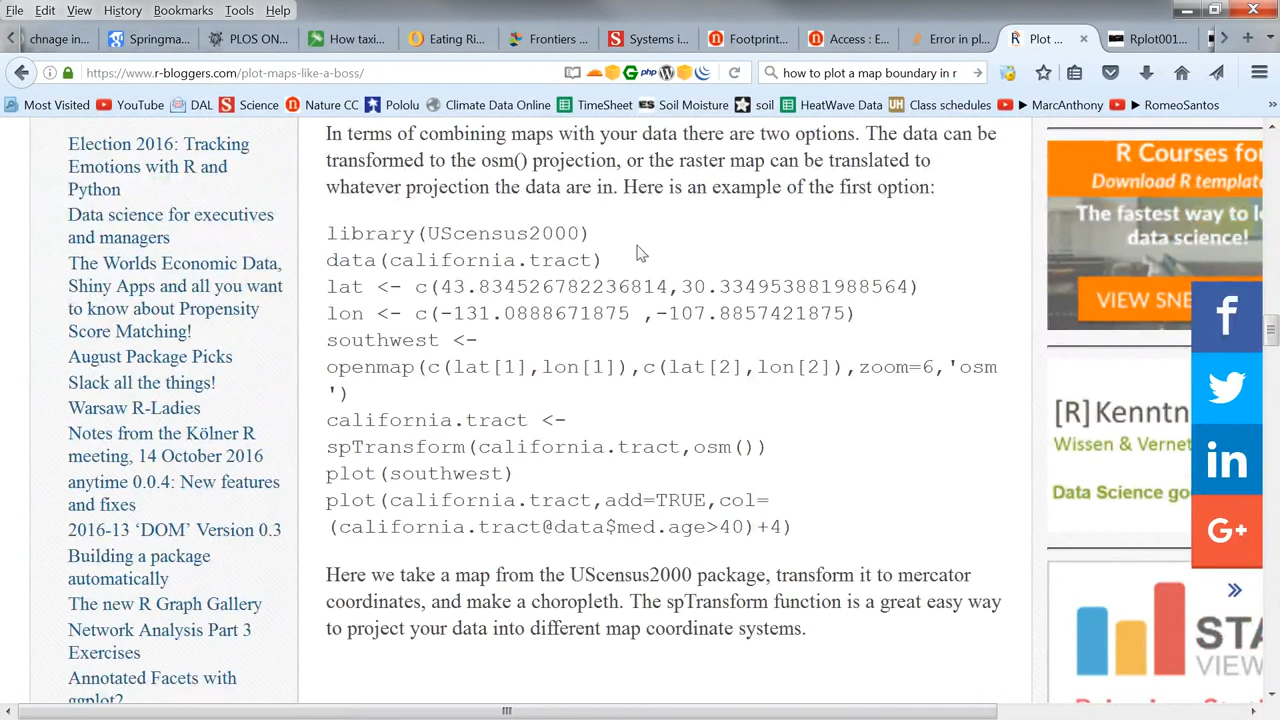 File Edit View History Bookmarks Tools Help
chnage in... Springma... PLOS ON... How taxi... Eating Ri... Frontiers ... Systems i... Footprint... Access : E... Error in pl... Plot ... Rplot001...
https://www.r-bloggers.com/plot-maps-like-a-boss/ php how to plot a map boundary in r
Most Visited YouTube DAL Science Nature CC Pololu Climate Data Online TimeSheet Soil Moisture soil HeatWave Data Class schedules MarcAnthony RomeoSantos
Election 2016: Tracking
Emotions with R and
Python
Data science for executives
and managers
The Worlds Economic Data,
Shiny Apps and all you want
to know about Propensity
Score Matching!
August Package Picks
Slack all the things!
Warsaw R-Ladies
Notes from the Kölner R
meeting, 14 October 2016
anytime 0.0.4: New features
and fixes
2016-13 ‘DOM’ Version 0.3
Building a package
automatically
The new R Graph Gallery
Network Analysis Part 3
Exercises
Annotated Facets with
ggplot2
In terms of combining maps with your data there are two options. The data can be
transformed to the osm() projection, or the raster map can be translated to
whatever projection the data are in. Here is an example of the first option:
library(UScensus2000)
data(california.tract)
lat <- c(43.834526782236814,30.334953881988564)
lon <- c(-131.0888671875 ,-107.8857421875)
southwest <-
openmap(c(lat[1],lon[1]),c(lat[2],lon[2]),zoom=6,'osm
')
california.tract <-
spTransform(california.tract,osm())
plot(southwest)
plot(california.tract,add=TRUE,col=
(california.tract@data$med.age>40)+4)
Here we take a map from the UScensus2000 package, transform it to mercator
coordinates, and make a choropleth. The spTransform function is a great easy way
to project your data into different map coordinate systems.
R Courses for
Download R templat
The fastest way to l
data science!
VIEW SNE
[R] Kenntn
Wissen & Vernet
Data Science go
f
in
G+
»
STA
VIEW